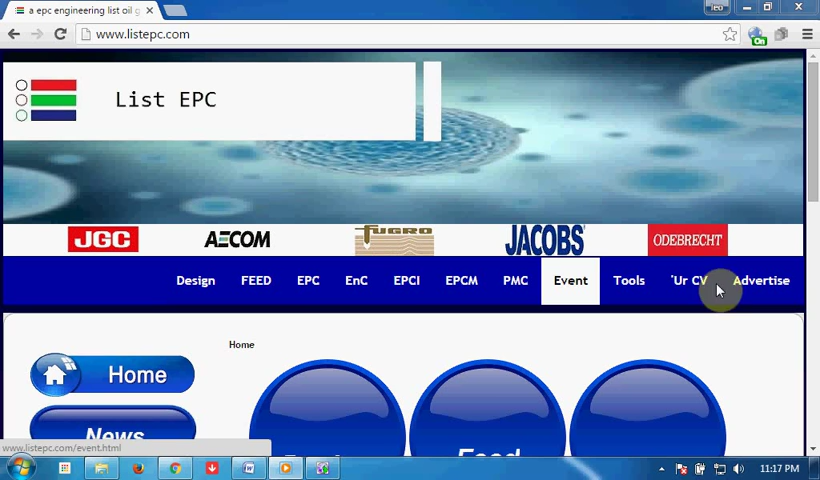 a epc engineering list oil g
Teo
www.listepc.com
On
List EPC
JGC
AECOM
FUGRO
JACOBS
ODEBRECHT
Design FEED EPC EnC EPCI EPCM PMC Event Tools 'Ur CV Advertise
Home
Home
News
Feed
www.listepc.com/event.html
11:17 PM